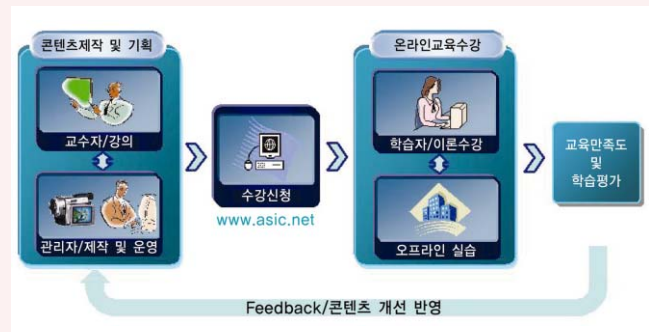 콘텐츠제작 및 기획
교수자/강의
관리자/제작 및 운영
수강신청
www.asic.net
온라인교육수강
학습자/이론수강
오프라인 실습
교육만족도
및
학습평가
Feedback/콘텐츠 개선 반영